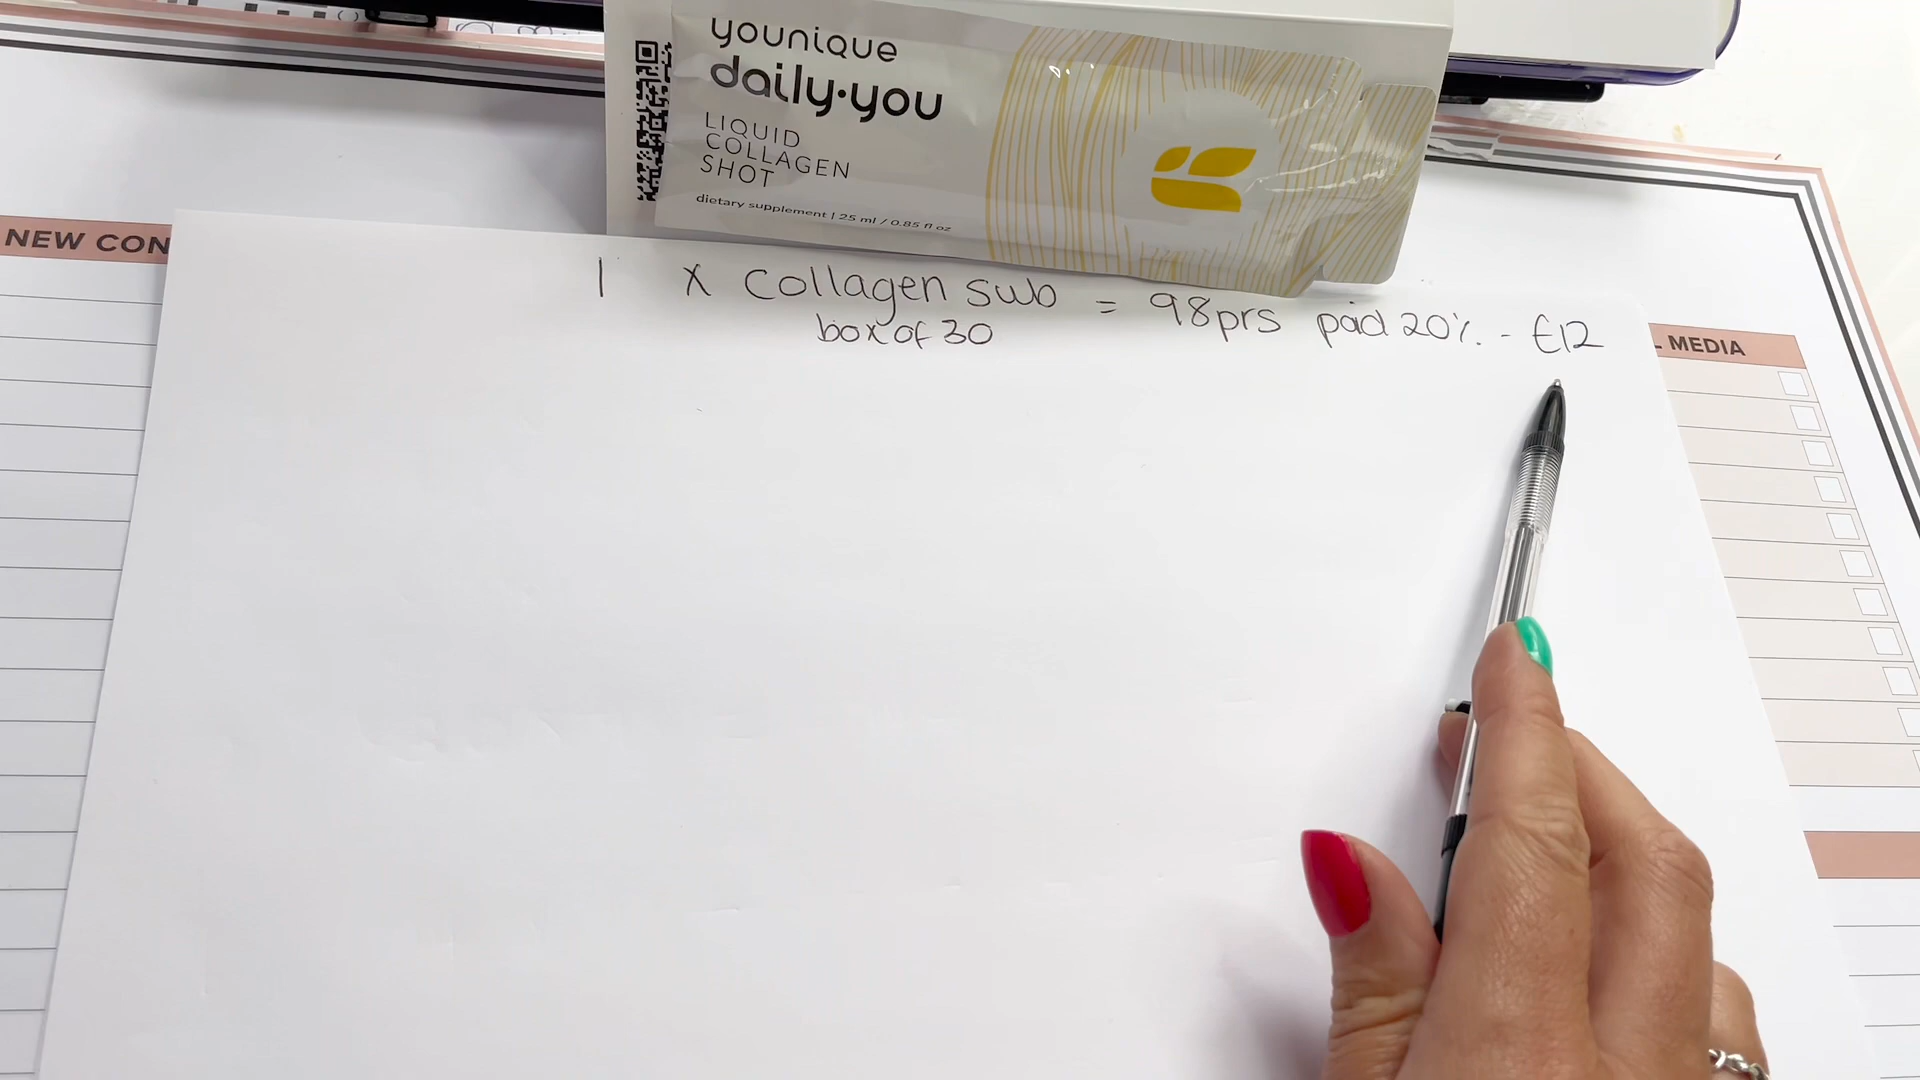 younique
daily·you
LIQUID
COLLAGEN
SHOT
dietary supplement | 25 ml / 0.85 fl oz
NEW CON
1 x Collagen sub = 98prs paid 20% - £12
box of 30
MEDIA